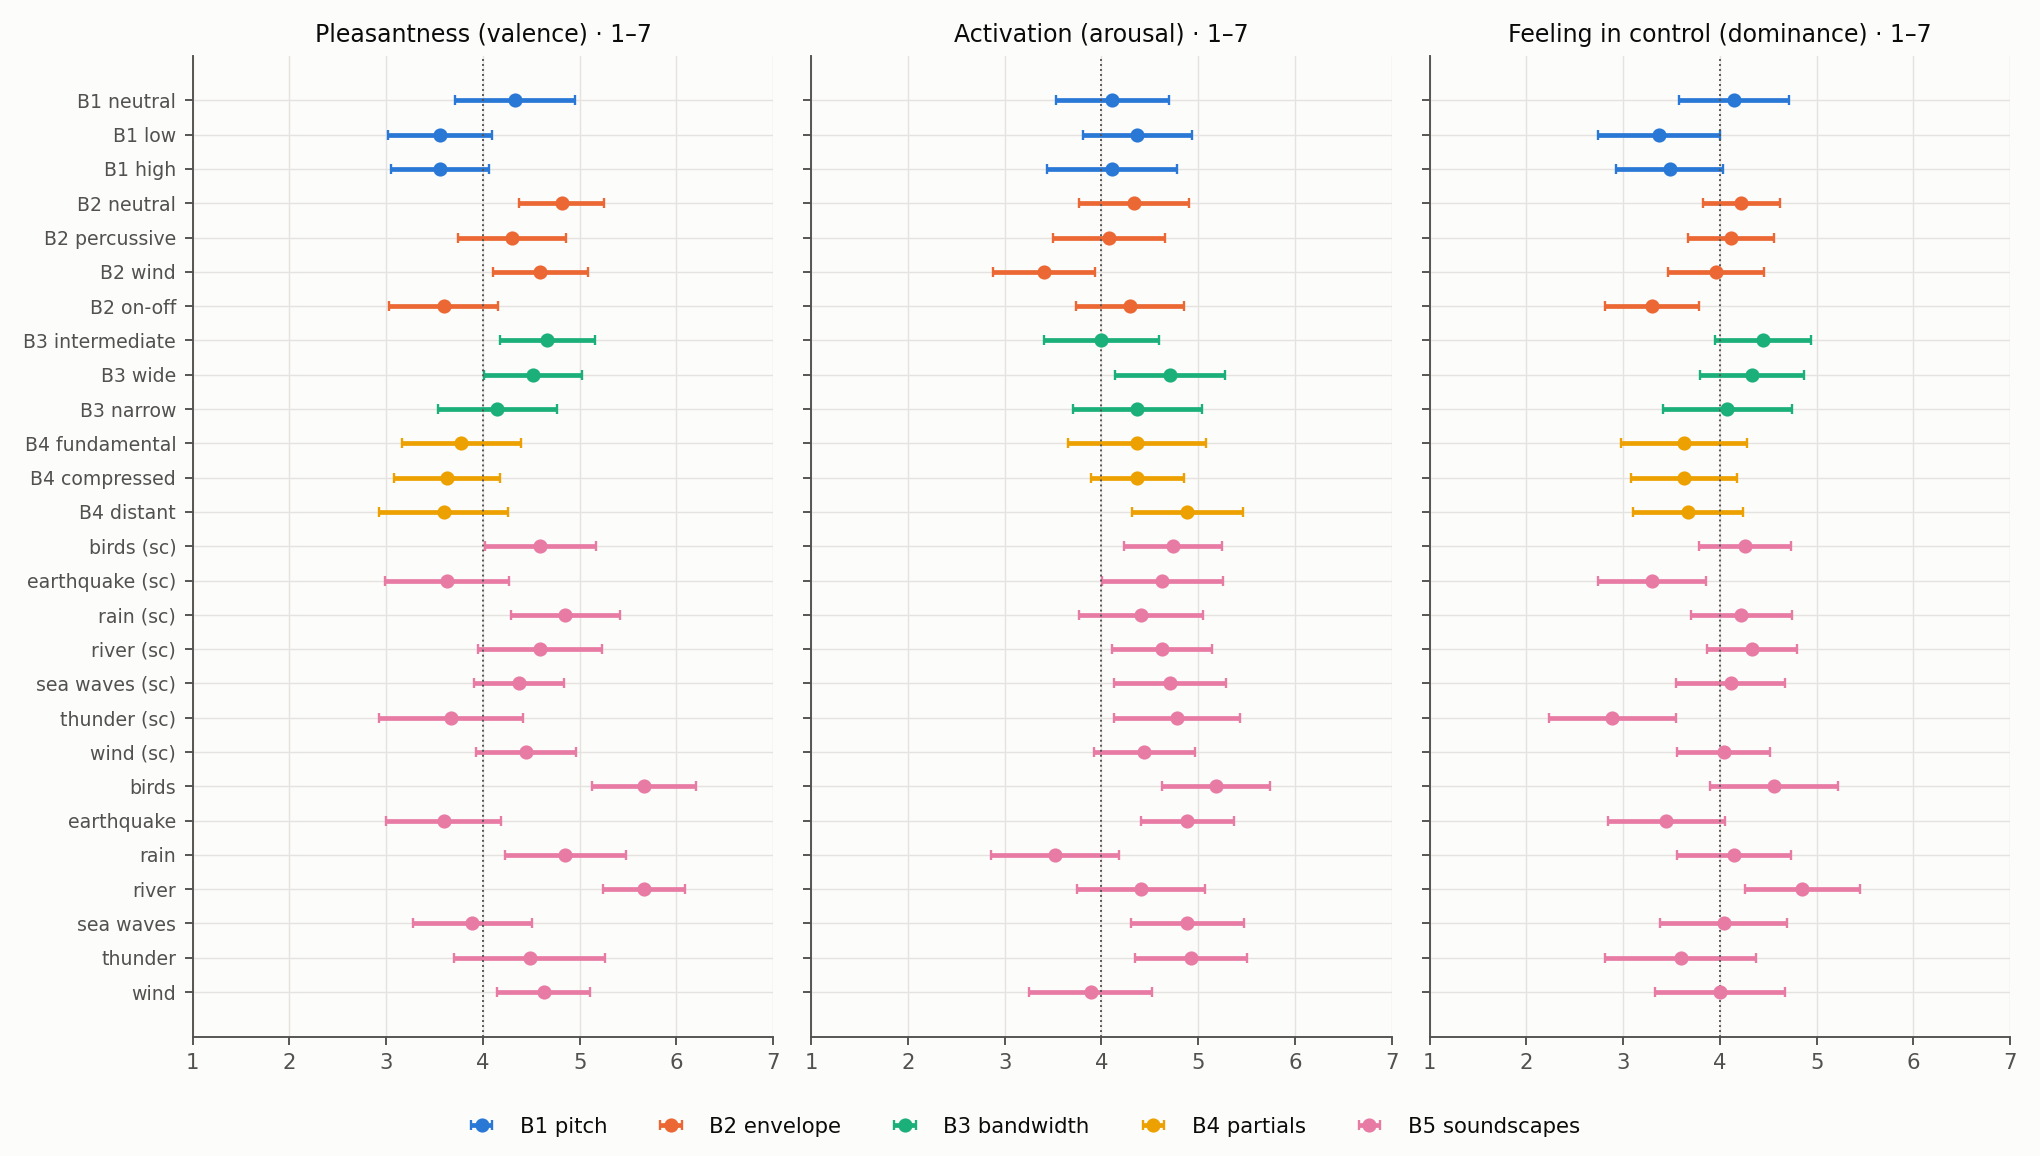 Pleasantness (valence) · 1–7
Activation (arousal) · 1–7
Feeling in control (dominance) · 1–7
B1 neutral
B1 low
B1 high
B2 neutral
B2 percussive
B2 wind
B2 on-off
B3 intermediate
B3 wide
B3 narrow
B4 fundamental
B4 compressed
B4 distant
birds (sc)
earthquake (sc)
rain (sc)
river (sc)
sea waves (sc)
thunder (sc)
wind (sc)
birds
earthquake
rain
river
sea waves
thunder
wind
1 2 3 4 5 6 7
1 2 3 4 5 6 7
1 2 3 4 5 6 7
B1 pitch
B2 envelope
B3 bandwidth
B4 partials
B5 soundscapes